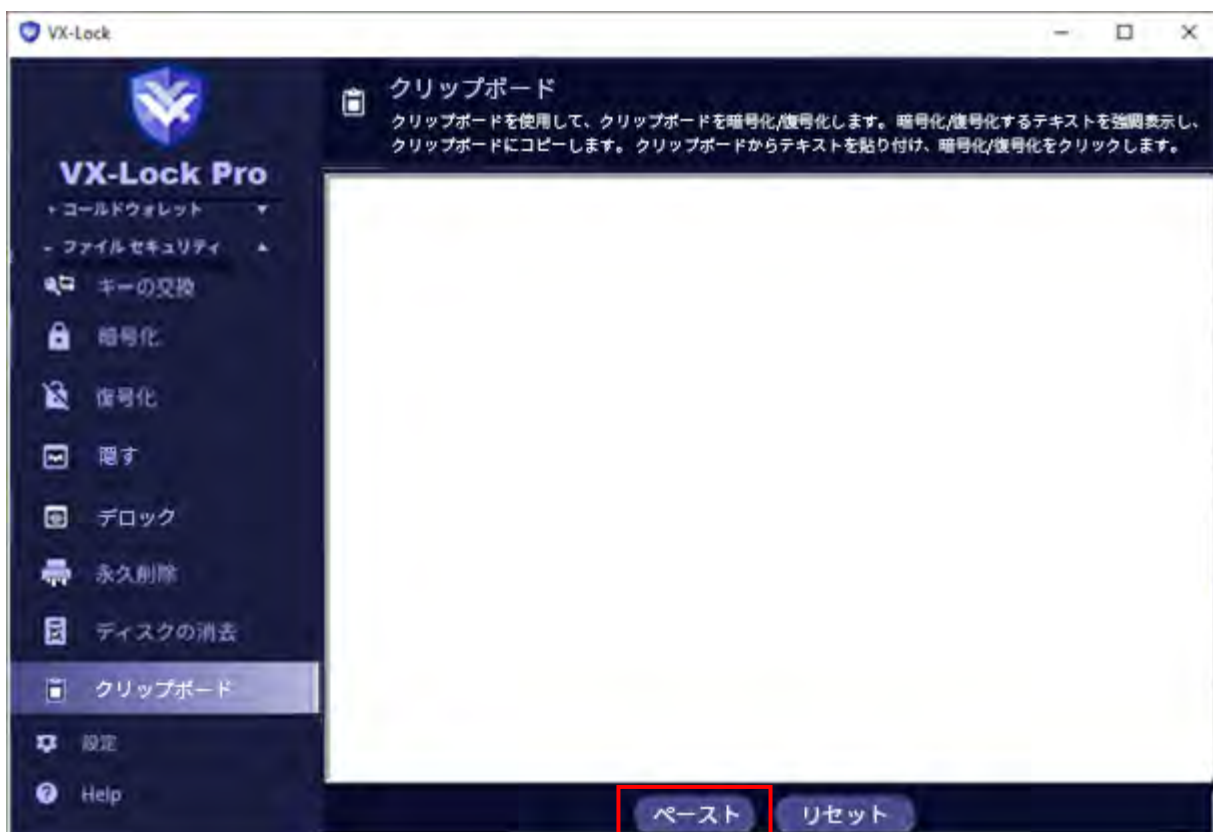 VX-Lock
VX-Lock Pro
+ コールドウォレット ▼
- ファイル セキュリティ ▲
キーの交換
暗号化
復号化
隠す
デロック
永久削除
ディスクの消去
クリップボード
設定
Help
クリップボード
クリップボードを使用して、クリップボードを暗号化/復号化します。暗号化/復号化するテキストを強調表示し、
クリップボードにコピーします。クリップボードからテキストを貼り付け、暗号化/復号化をクリックします。
ペースト
リセット